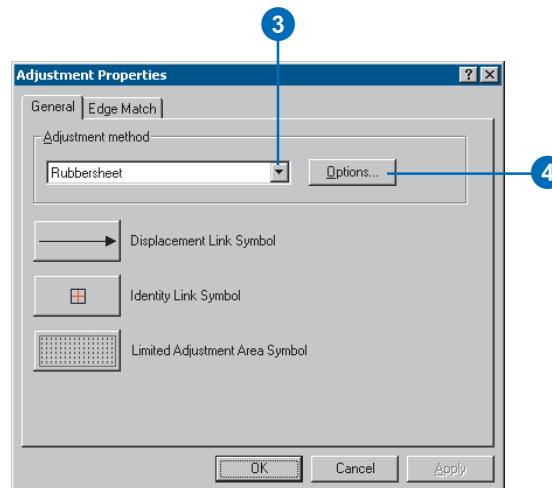 3
Adjustment Properties
General
Edge Match
Adjustment method
Rubbersheet
Options...
4
Displacement Link Symbol
Identity Link Symbol
Limited Adjustment Area Symbol
OK
Cancel
Apply